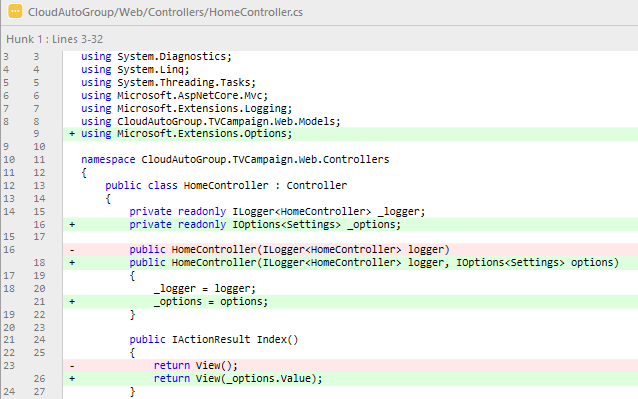 CloudAutoGroup/Web/Controllers/HomeController.cs
Hunk 1 : Lines 3-32
3 3 using System.Diagnostics;
4 4 using System.Linq;
5 5 using System.Threading.Tasks;
6 6 using Microsoft.AspNetCore.Mvc;
7 7 using Microsoft.Extensions.Logging;
8 8 using CloudAutoGroup.TVCampaign.Web.Models;
9 + using Microsoft.Extensions.Options;
9 10
10 11 namespace CloudAutoGroup.TVCampaign.Web.Controllers
11 12 {
12 13 public class HomeController : Controller
13 14 {
14 15 private readonly ILogger<HomeController> _logger;
16 + private readonly IOptions<Settings> _options;
15 17
16 - public HomeController(ILogger<HomeController> logger)
18 + public HomeController(ILogger<HomeController> logger, IOptions<Settings> options)
17 19 {
18 20 _logger = logger;
21 + _options = options;
19 22 }
20 23
21 24 public IActionResult Index()
22 25 {
23 - return View();
26 + return View(_options.Value);
24 27 }